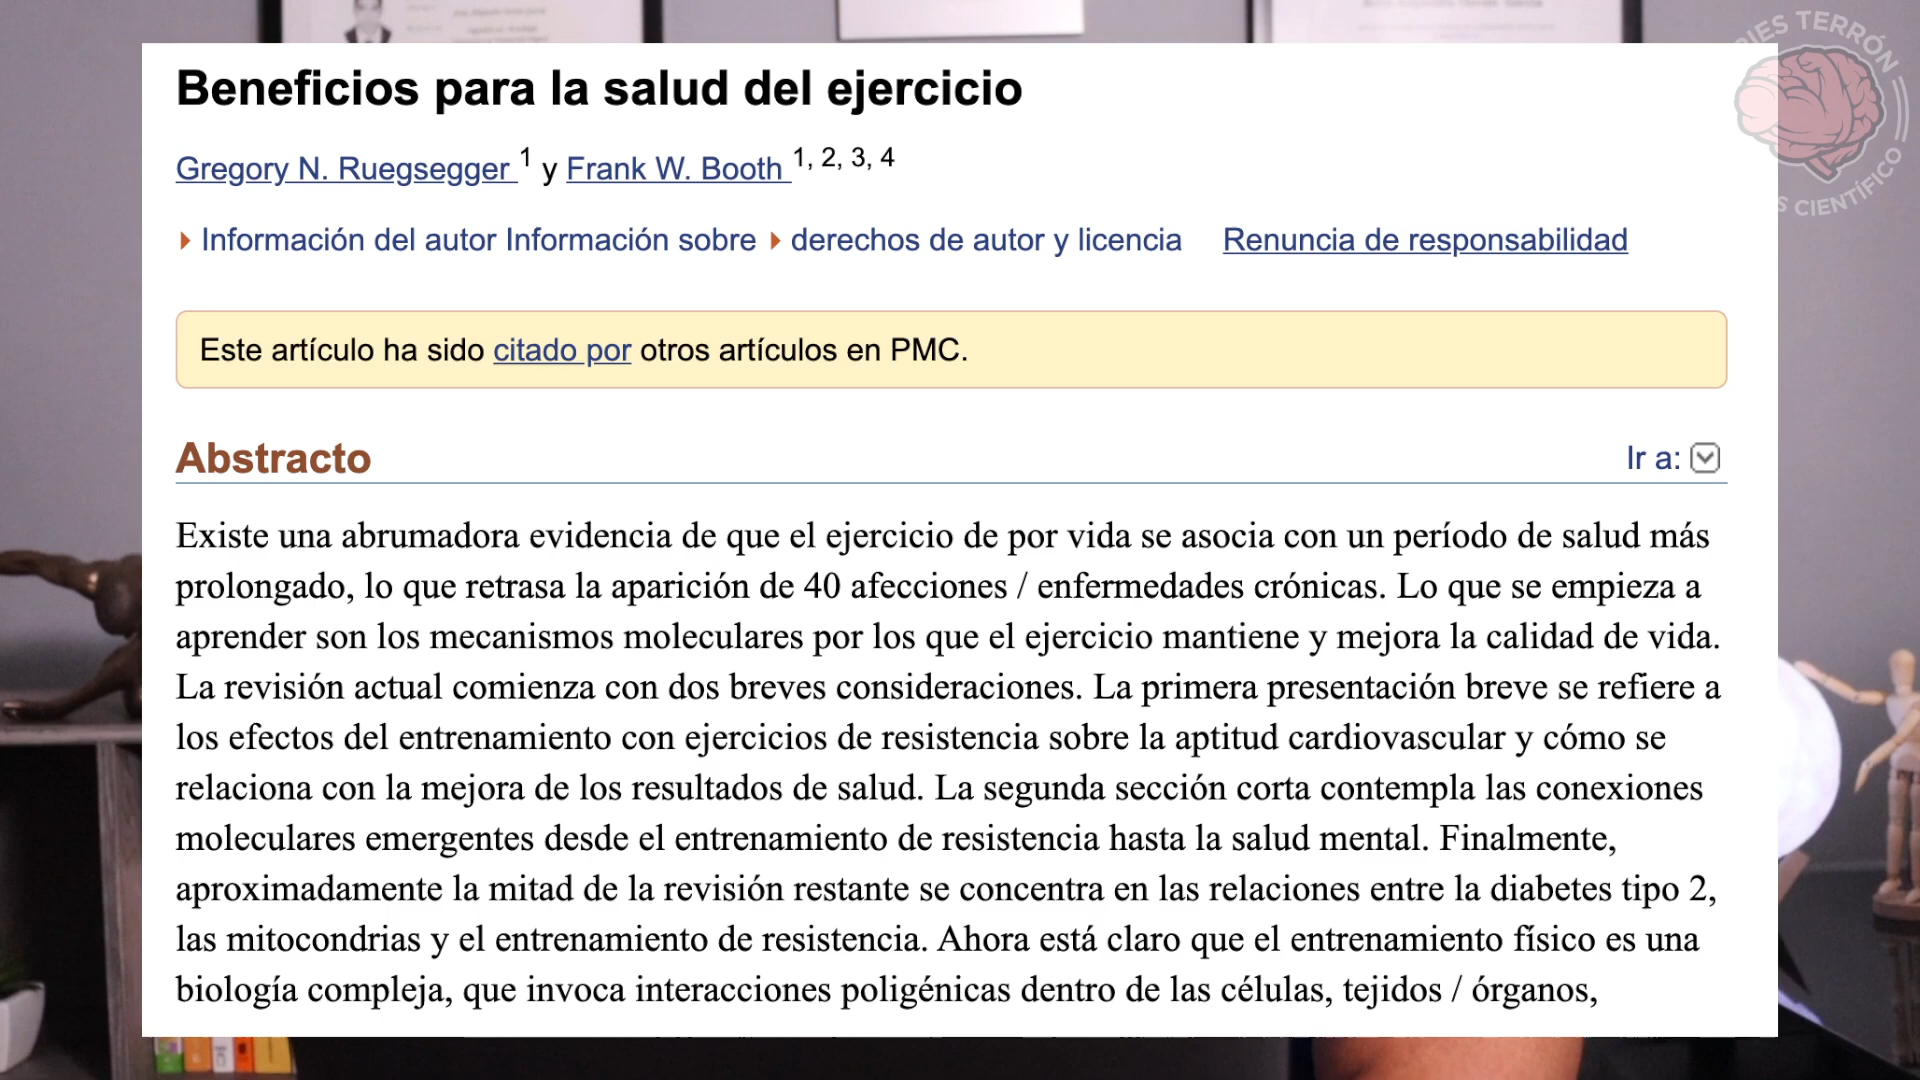 Beneficios para la salud del ejercicio
Gregory N. Ruegsegger 1 y Frank W. Booth 1, 2, 3, 4
Información del autor Información sobre derechos de autor y licencia Renuncia de responsabilidad
Este artículo ha sido citado por otros artículos en PMC.
Abstracto
Ir a:
Existe una abrumadora evidencia de que el ejercicio de por vida se asocia con un período de salud más
prolongado, lo que retrasa la aparición de 40 afecciones / enfermedades crónicas. Lo que se empieza a
aprender son los mecanismos moleculares por los que el ejercicio mantiene y mejora la calidad de vida.
La revisión actual comienza con dos breves consideraciones. La primera presentación breve se refiere a
los efectos del entrenamiento con ejercicios de resistencia sobre la aptitud cardiovascular y cómo se
relaciona con la mejora de los resultados de salud. La segunda sección corta contempla las conexiones
moleculares emergentes desde el entrenamiento de resistencia hasta la salud mental. Finalmente,
aproximadamente la mitad de la revisión restante se concentra en las relaciones entre la diabetes tipo 2,
las mitocondrias y el entrenamiento de resistencia. Ahora está claro que el entrenamiento físico es una
biología compleja, que invoca interacciones poligénicas dentro de las células, tejidos / órganos,
TERRÓN
CIENTÍFICO